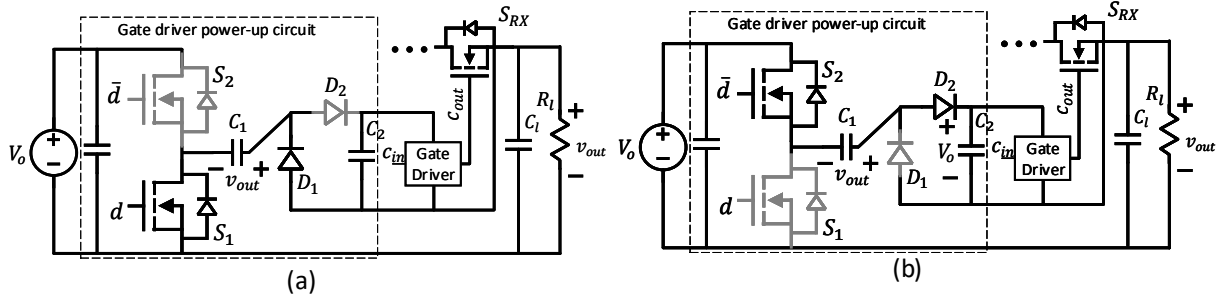 Gate driver power-up circuit
S_RX
d̄
S_2
D_2
C_1
C_2
c_out
R_l
+
C_l
V_o
+
−
−
v_out
+
D_1
c_in
Gate
Driver
v_out
−
d
S_1
(a)
Gate driver power-up circuit
S_RX
d̄
S_2
D_2
C_1
+
C_2
c_out
R_l
+
C_l
V_o
+
−
−
v_out
+
D_1
V_o
−
c_in
Gate
Driver
v_out
−
d
S_1
(b)